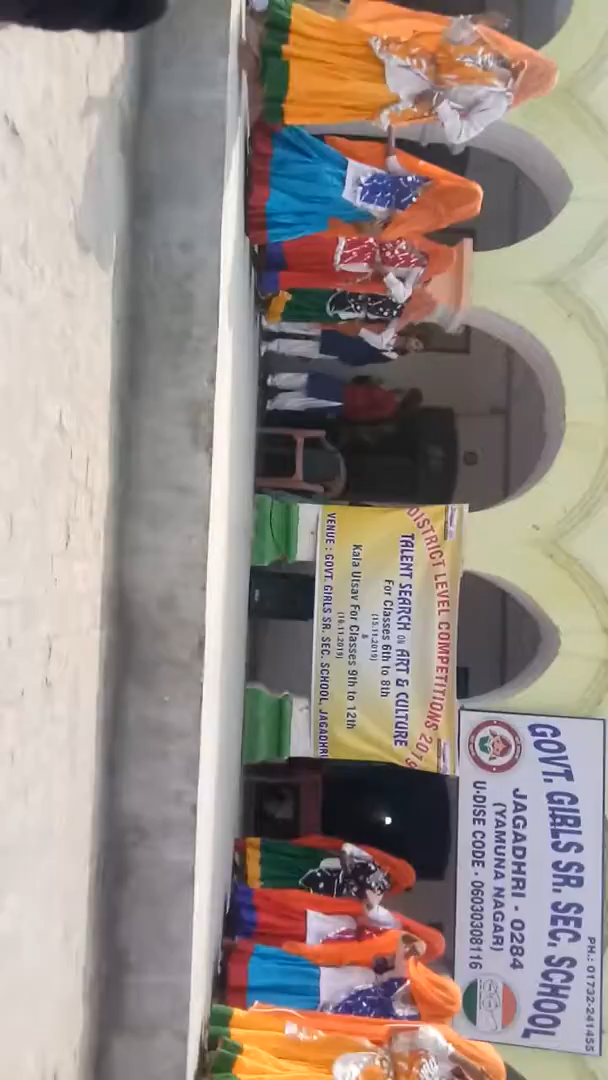 DISTRICT LEVEL COMPETITIONS 2019
TALENT SEARCH ON ART & CULTURE
For Classes 6th to 8th
(15.11.2019)
&
Kala Utsav For Classes 9th to 12th
(16.11.2019)
VENUE : GOVT. GIRLS SR. SEC. SCHOOL, JAGADHRI
PH.: 01732-241455
GOVT. GIRLS SR. SEC. SCHOOL
JAGADHRI - 0284
(YAMUNA NAGAR)
U-DISE CODE - 06030308116